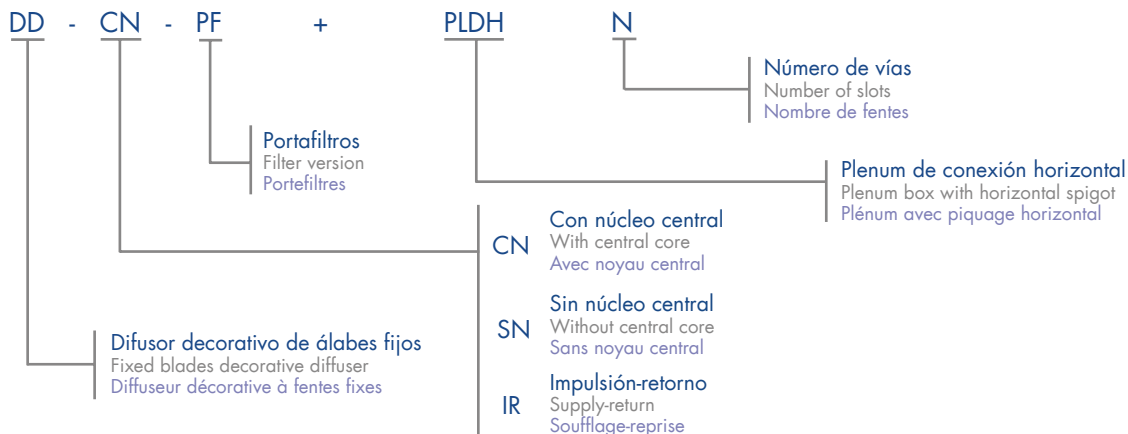 DD - CN - PF + PLDH N
Número de vías
Number of slots
Nombre de fentes
Portafiltros
Filter version
Portefiltres
Plenum de conexión horizontal
Plenum box with horizontal spigot
Plénum avec piquage horizontal
CN
Con núcleo central
With central core
Avec noyau central
SN
Sin núcleo central
Without central core
Sans noyau central
Difusor decorativo de álabes fijos
Fixed blades decorative diffuser
Diffuseur décorative à fentes fixes
IR
Impulsión-retorno
Supply-return
Soufflage-reprise